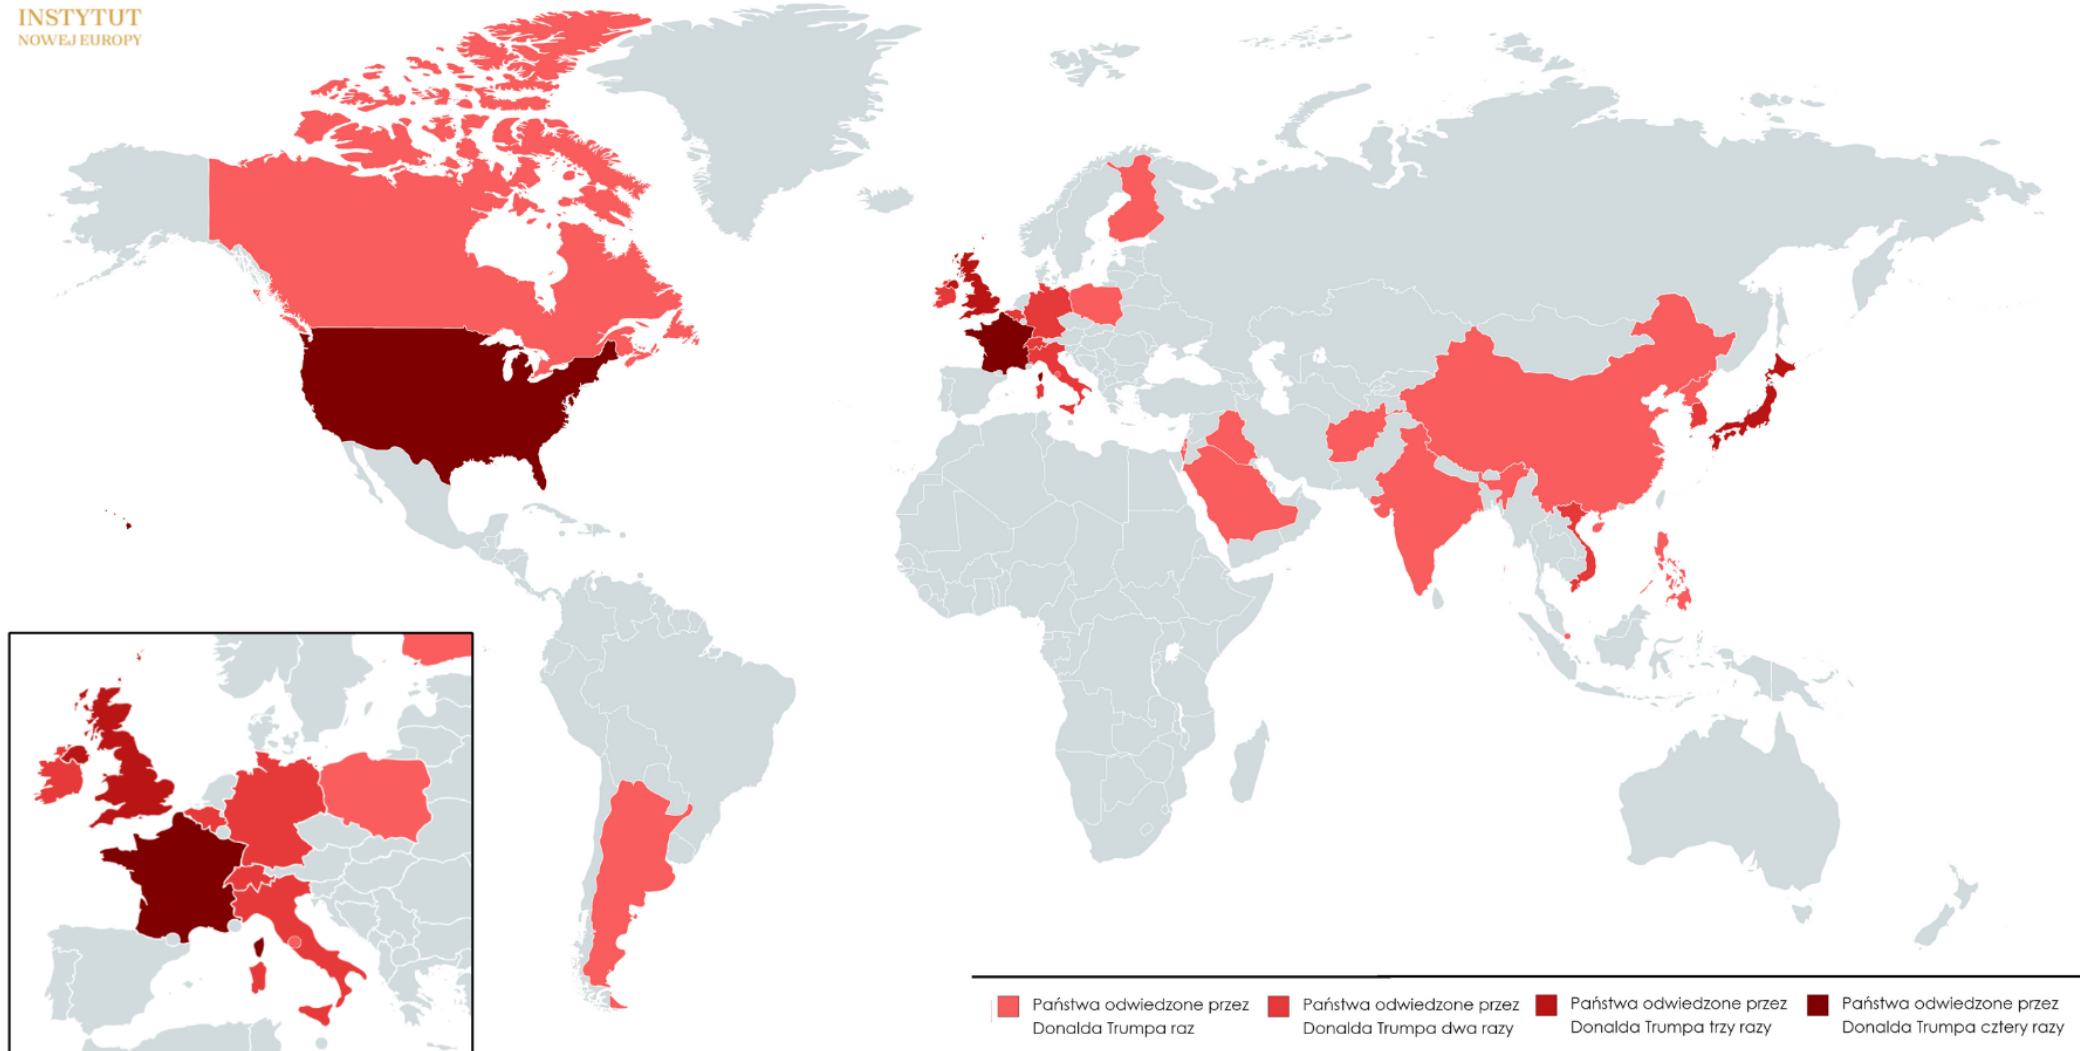 INSTYTUT
NOWEJ EUROPY
Państwa odwiedzone przez
Donalda Trumpa raz
Państwa odwiedzone przez
Donalda Trumpa dwa razy
Państwa odwiedzone przez
Donalda Trumpa trzy razy
Państwa odwiedzone przez
Donalda Trumpa cztery razy